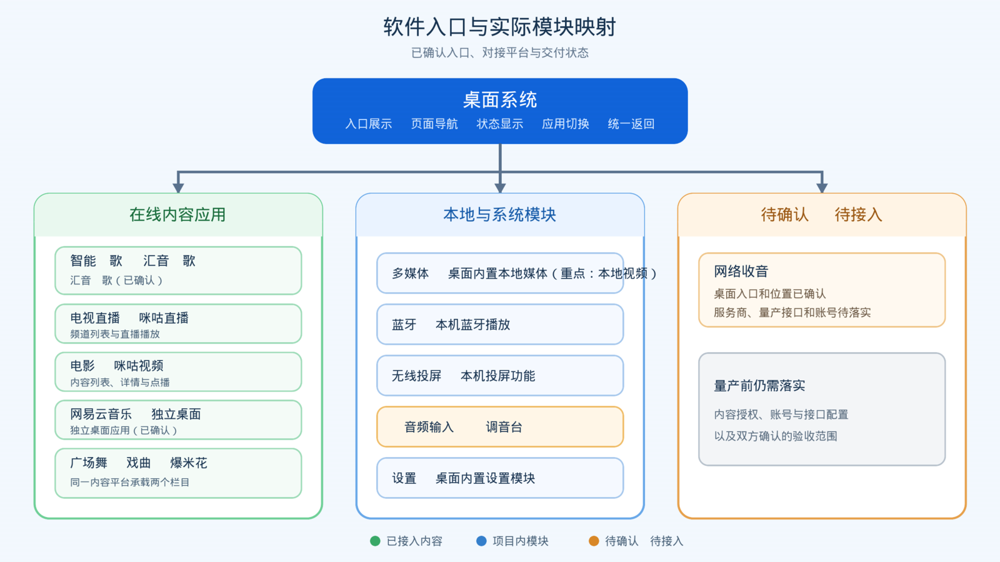 软件入口与实际模块映射
已确认入口、对接平台与交付状态
桌面系统
入口展示 页面导航 状态显示 应用切换 统一返回
在线内容应用
智能 歌 汇音 歌
汇音 歌（已确认）
电视直播 咪咕直播
频道列表与直播播放
电影 咪咕视频
内容列表、详情与点播
网易云音乐 独立桌面
独立桌面应用（已确认）
广场舞 戏曲 爆米花
同一内容平台承载两个栏目
本地与系统模块
多媒体 桌面内置本地媒体（重点：本地视频）
蓝牙 本机蓝牙播放
无线投屏 本机投屏功能
音频输入 调音台
设置 桌面内置设置模块
待确认 待接入
网络收音
桌面入口和位置已确认
服务商、量产接口和账号待落实
量产前仍需落实
内容授权、账号与接口配置
以及双方确认的验收范围
已接入内容 项目内模块 待确认 待接入